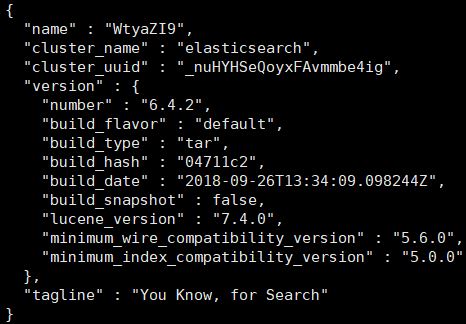 {
  "name" : "WtyaZI9",
  "cluster_name" : "elasticsearch",
  "cluster_uuid" : "_nuHYHSeQoyxFAvmmbe4ig",
  "version" : {
    "number" : "6.4.2",
    "build_flavor" : "default",
    "build_type" : "tar",
    "build_hash" : "04711c2",
    "build_date" : "2018-09-26T13:34:09.098244Z",
    "build_snapshot" : false,
    "lucene_version" : "7.4.0",
    "minimum_wire_compatibility_version" : "5.6.0",
    "minimum_index_compatibility_version" : "5.0.0"
  },
  "tagline" : "You Know, for Search"
}